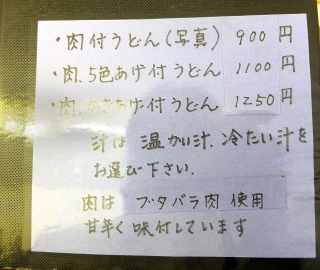 ・肉付うどん(写真) 900円
・肉、5色あげ付うどん 1100円
・肉、かきあげ付うどん 1250円
汁は 温かい汁、冷たい汁を
お選び下さい。
肉は ブタバラ肉 使用
甘辛く味付しています